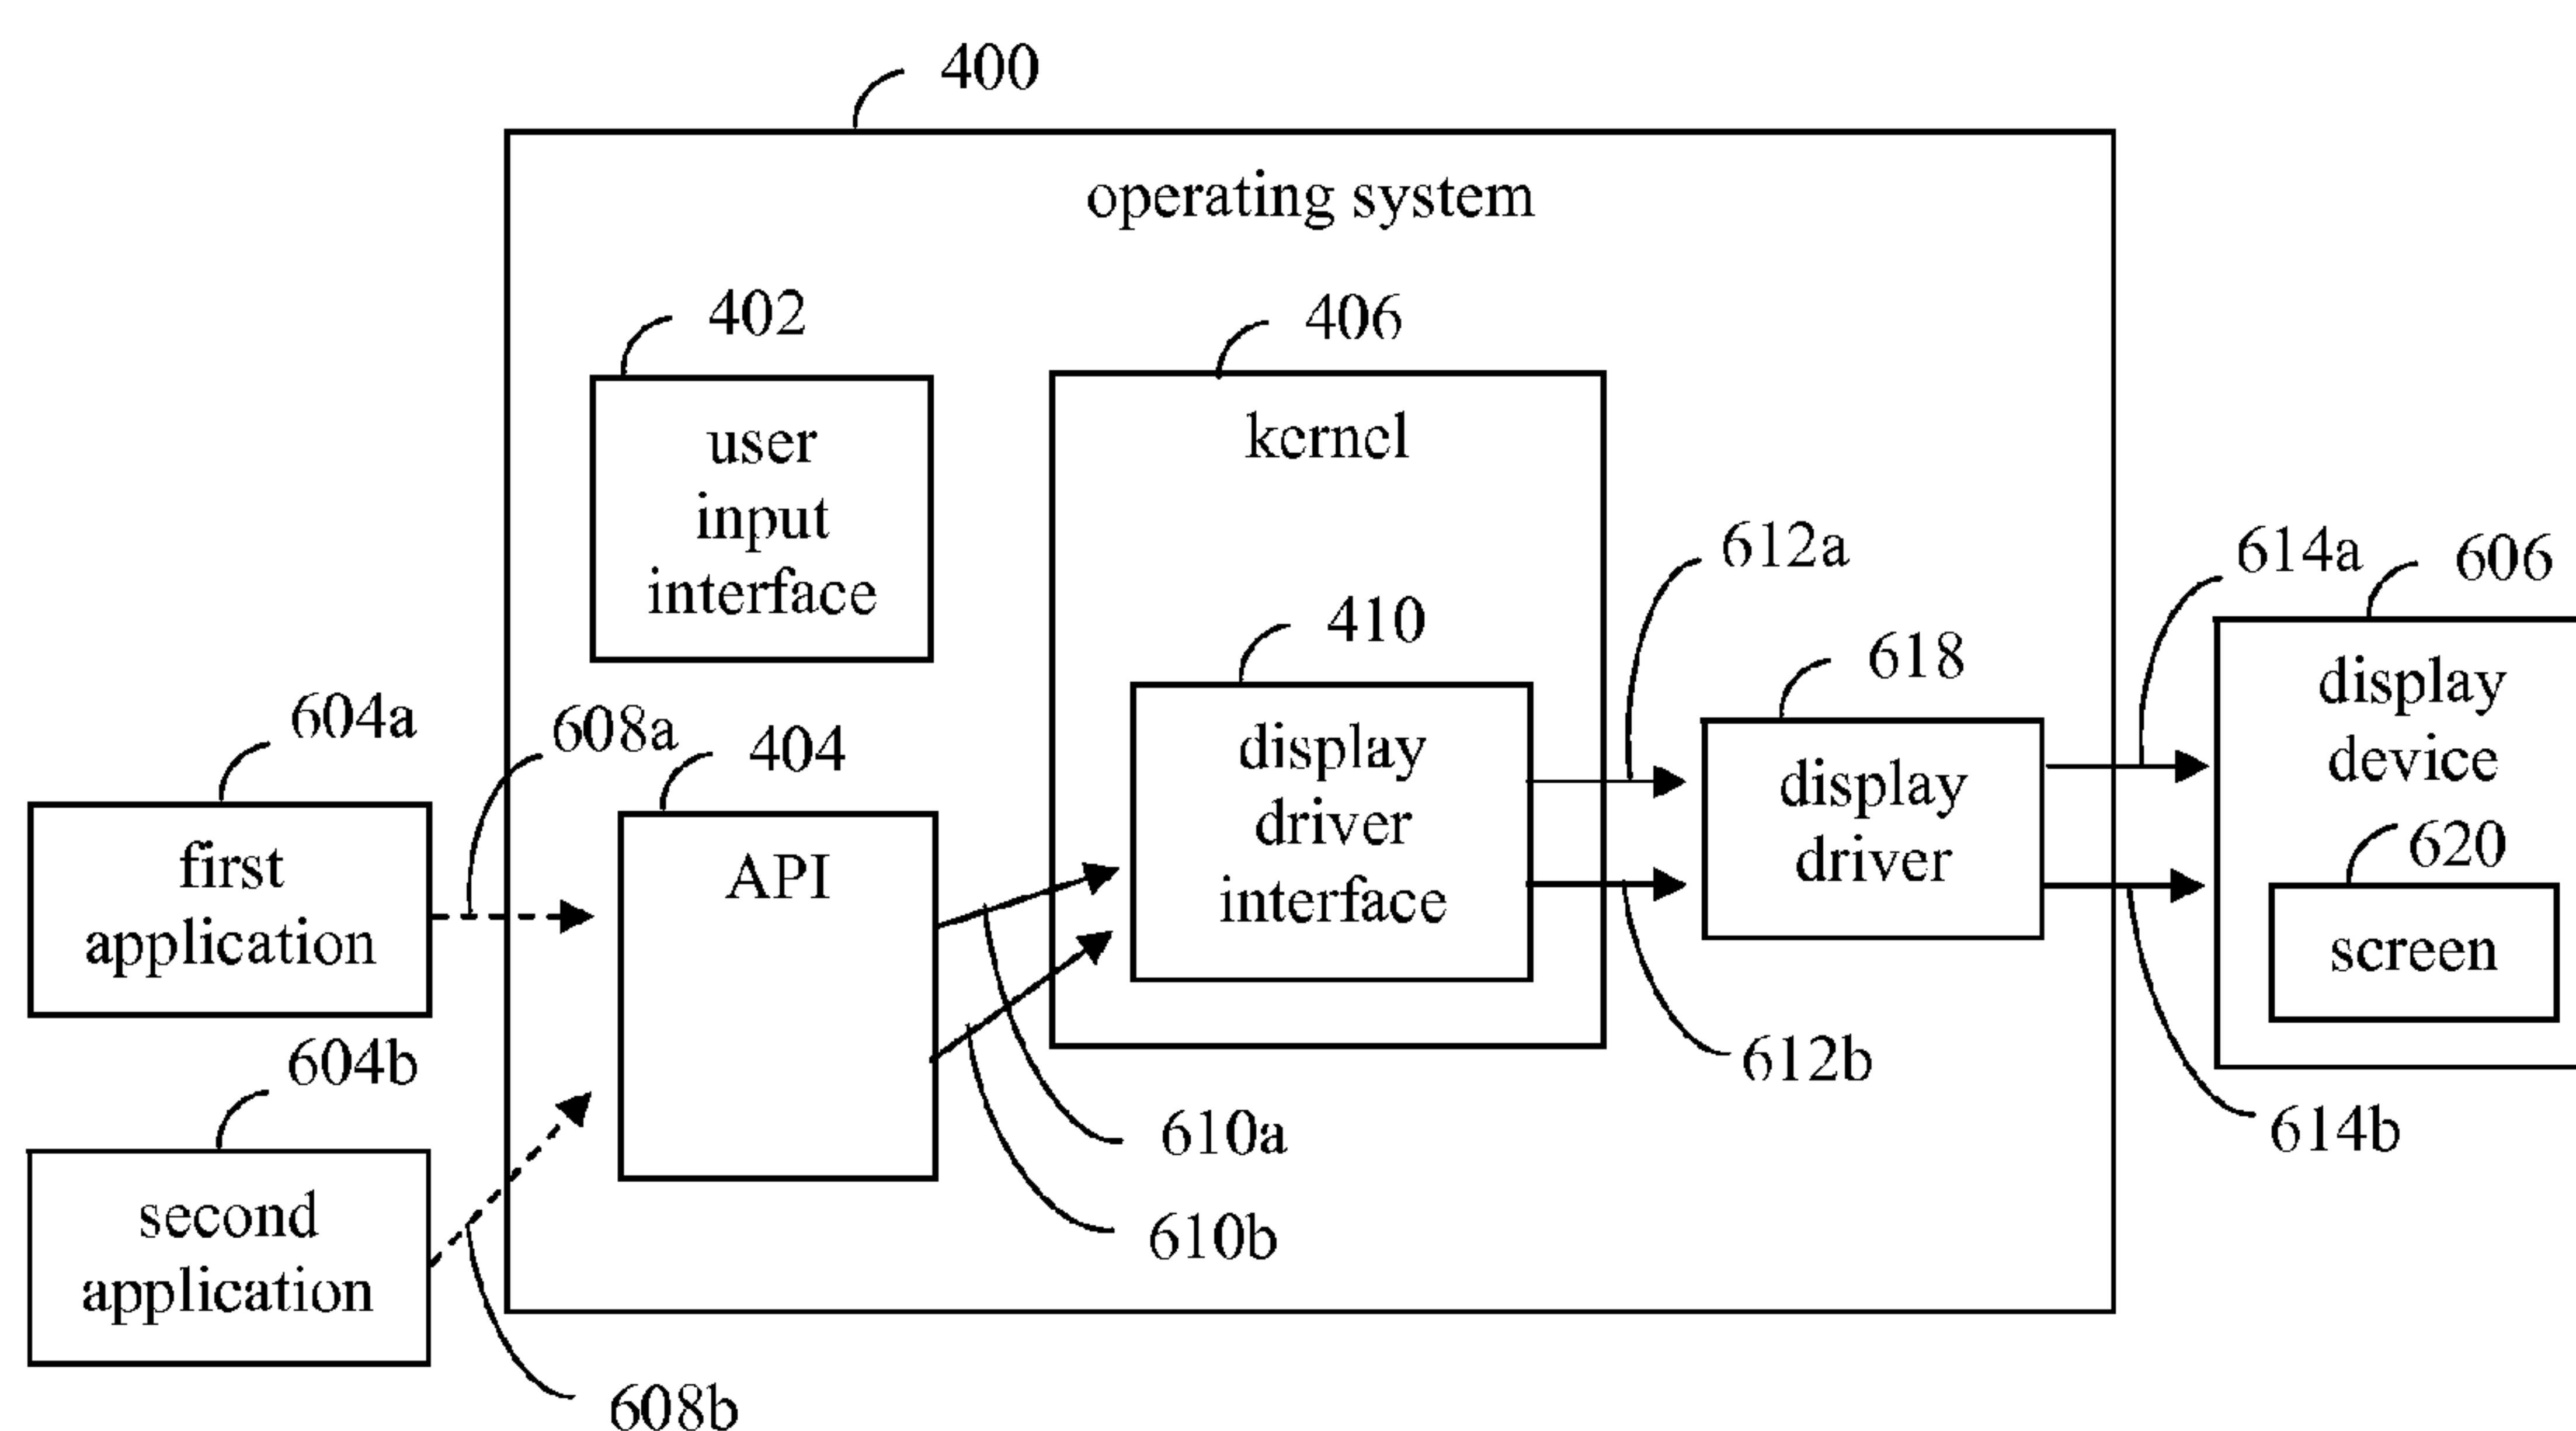 400
operating system
402
406
user
input
interface
kernel
612a
614a
606
410
618
display
device
604a
608a
404
display
driver
interface
display
driver
620
screen
first
application
API
604b
612b
610a
614b
second
application
610b
608b